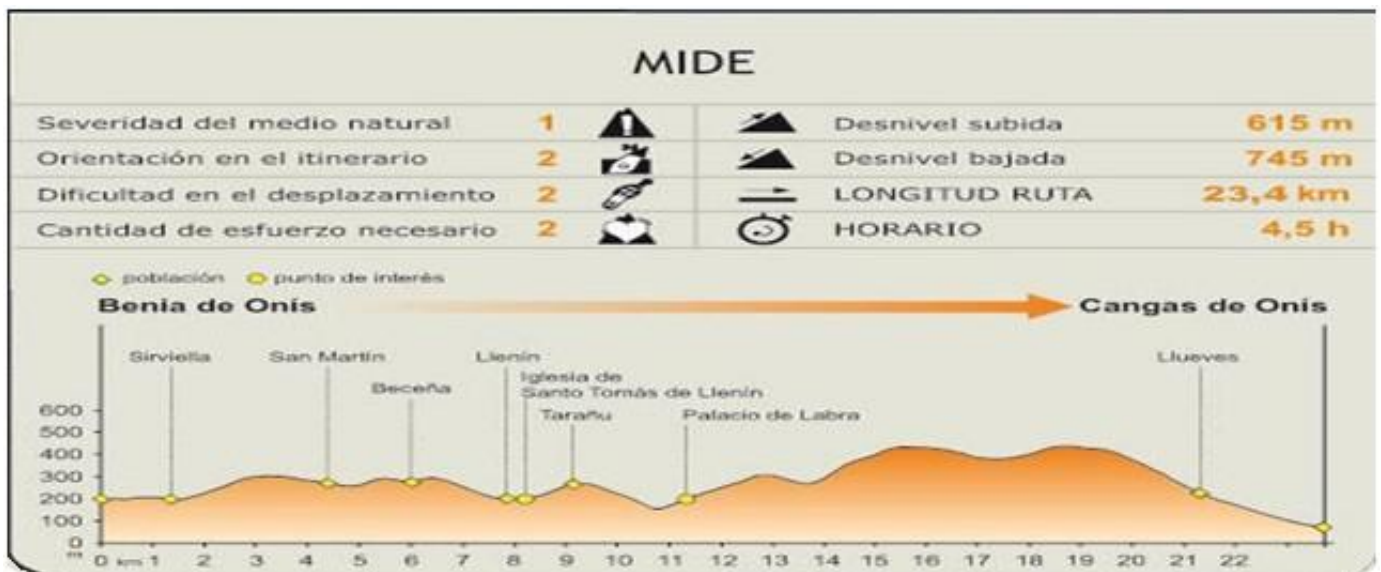 MIDE
Severidad del medio natural 1
Desnivel subida 615 m
Orientación en el itinerario 2
Desnivel bajada 745 m
Dificultad en el desplazamiento 2
LONGITUD RUTA 23,4 km
Cantidad de esfuerzo necesario 2
HORARIO 4,5 h
población punto de interés
Benia de Onís Cangas de Onís
Sirviella San Martín Llenín Llueves
Iglesia de
Beceña Santo Tomás de Llenín
Tarañu Palacio de Labra
600
500
400
300
200
100
0
m 0 km 1 2 3 4 5 6 7 8 9 10 11 12 13 14 15 16 17 18 19 20 21 22